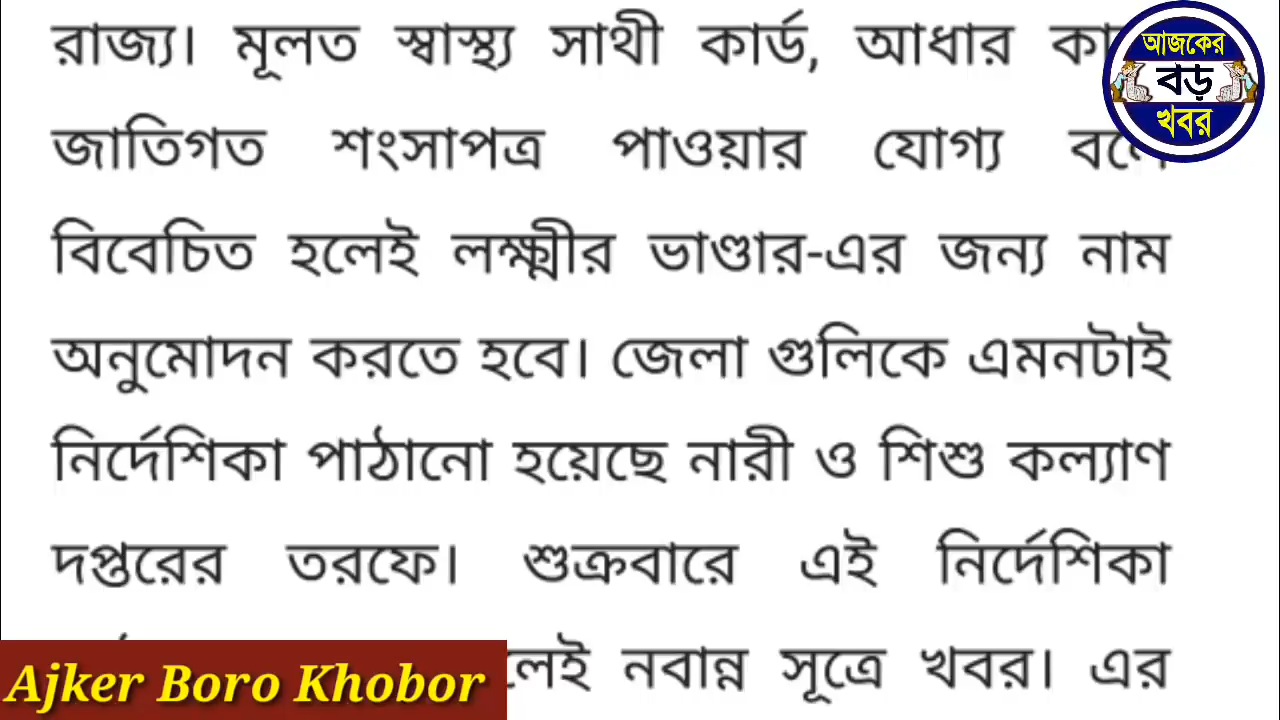 রাজ্য। মূলত স্বাস্থ্য সাথী কার্ড, আধার
জাতিগত শংসাপত্র পাওয়ার যোগ্য বলে
বিবেচিত হলেই লক্ষ্মীর ভাণ্ডার-এর জন্য নাম
অনুমোদন করতে হবে। জেলা গুলিকে এমনটাই
নির্দেশিকা পাঠানো হয়েছে নারী ও শিশু কল্যাণ
দপ্তরের তরফে। শুক্রবারে এই নির্দেশিকা
নবান্ন সূত্রে খবর। এর
আজকের
বড়
খবর
Ajker Boro Khobor